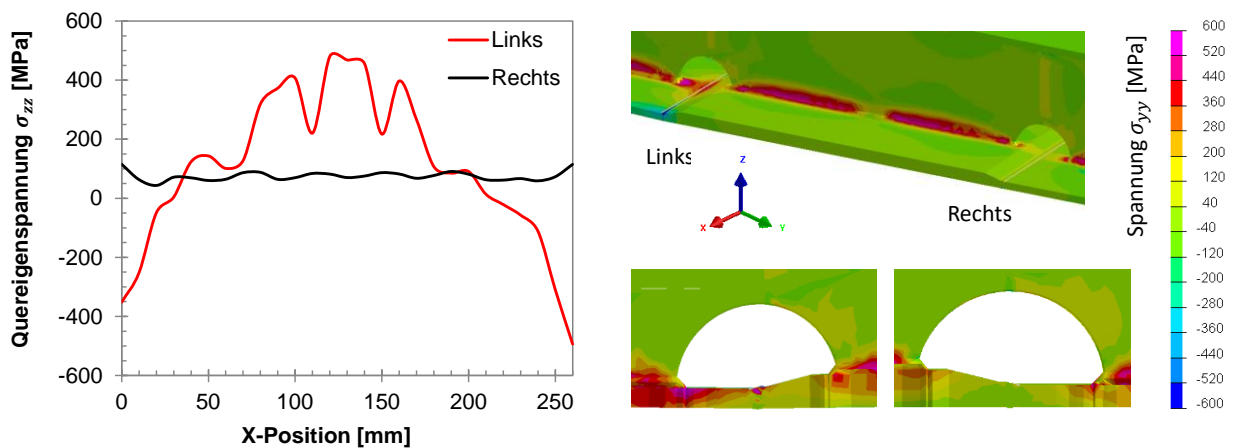 Quereigenspannung σzz [MPa]
600
400
200
0
-200
-400
-600
0
50
100
150
200
250
X-Position [mm]
Links
Rechts
Links
Rechts
z
X
Y
Spannung σyy [MPa]
600
520
440
360
280
200
120
40
-40
-120
-200
-280
-360
-440
-520
-600